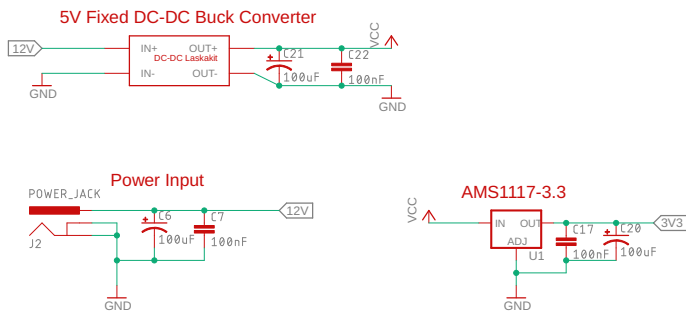 5V Fixed DC-DC Buck Converter
12V
IN+
OUT+
DC-DC Laskakit
IN-
OUT-
GND
C21
100uF
C22
100nF
VCC
GND
Power Input
POWER_JACK
J2
C6
100uF
C7
100nF
12V
GND
AMS1117-3.3
VCC
IN
OUT
ADJ
U1
C17
100nF
C20
100uF
3V3
GND